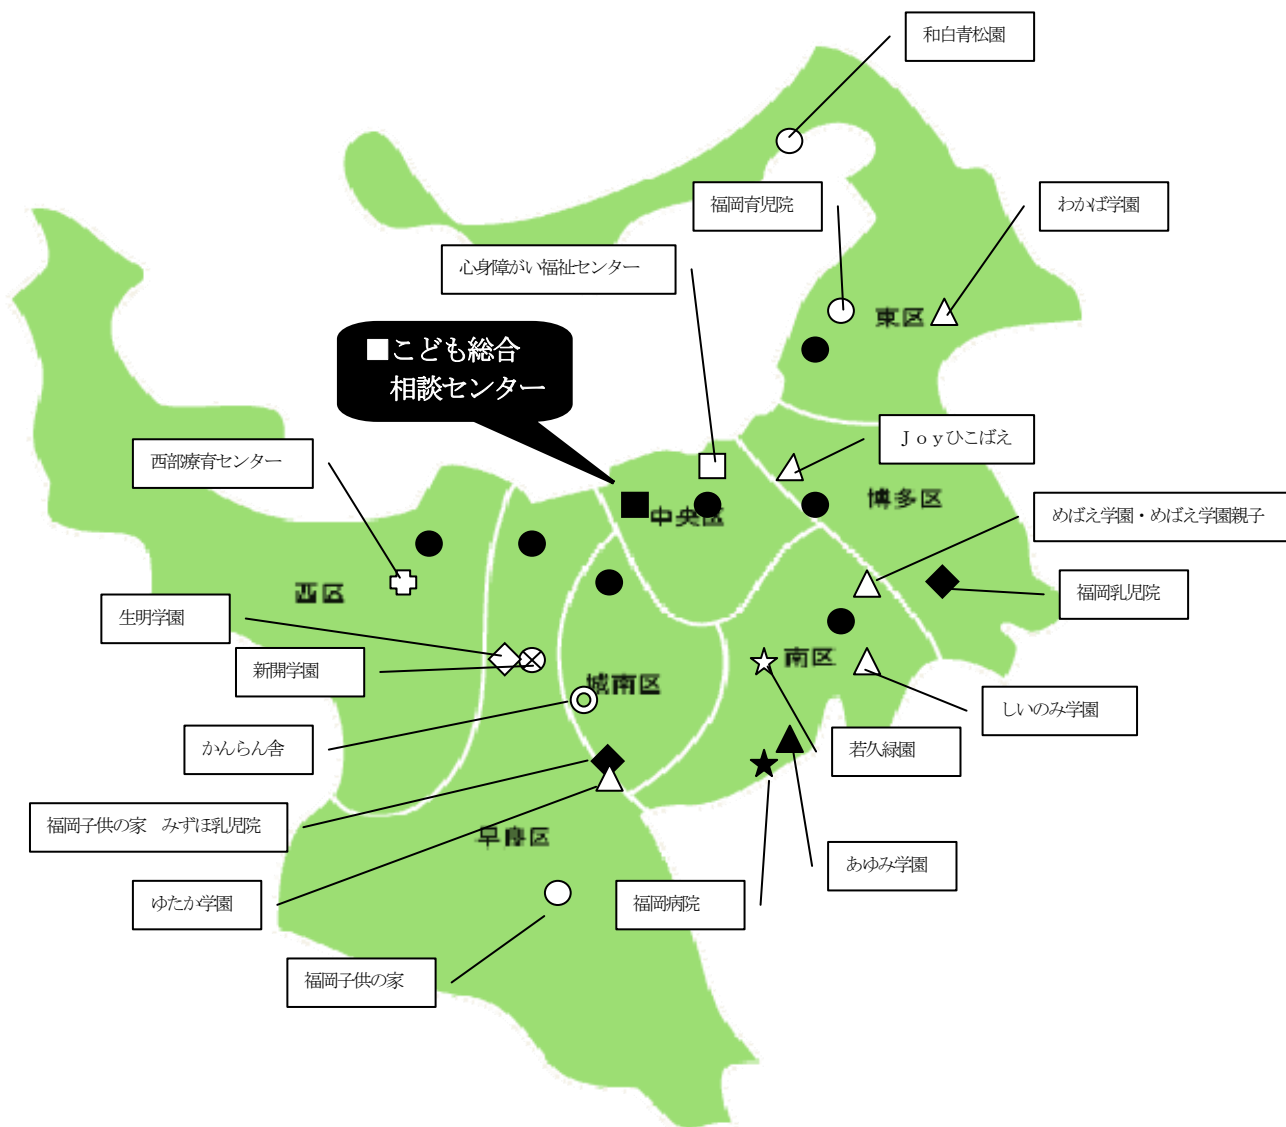 和白青松園
福岡育児院
わかば学園
心身障がい福祉センター
東区
■こども総合
相談センター
Ｊｏｙひこばえ
西部療育センター
博多区
中央区
めばえ学園・めばえ学園親子
西区
福岡乳児院
生明学園
新開学園
南区
城南区
しいのみ学園
かんらん舎
若久緑園
福岡子供の家　みずほ乳児院
早良区
あゆみ学園
ゆたか学園
福岡病院
福岡子供の家